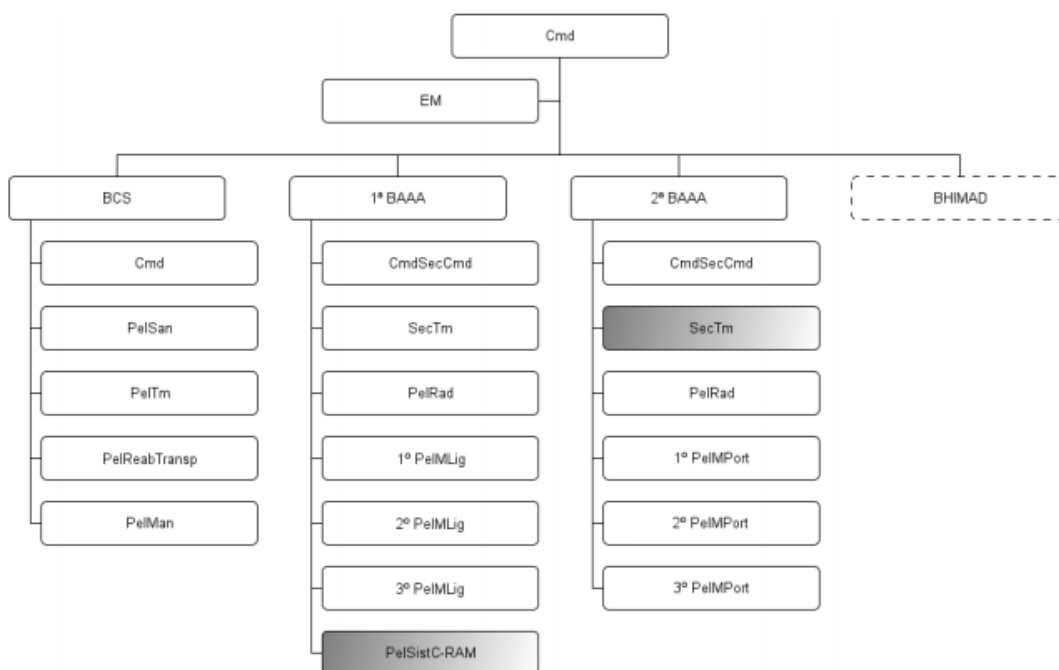 Cmd
EM
BCS
1ª BAAA
2ª BAAA
BHIMAD
Cmd
CmdSecCmd
CmdSecCmd
PelSan
SecTm
SecTm
PelTm
PelRad
PelRad
PelReabTransp
1º PelMLig
1º PelMPort
PelMan
2º PelMLig
2º PelMPort
3º PelMLig
3º PelMPort
PelSistC-RAM